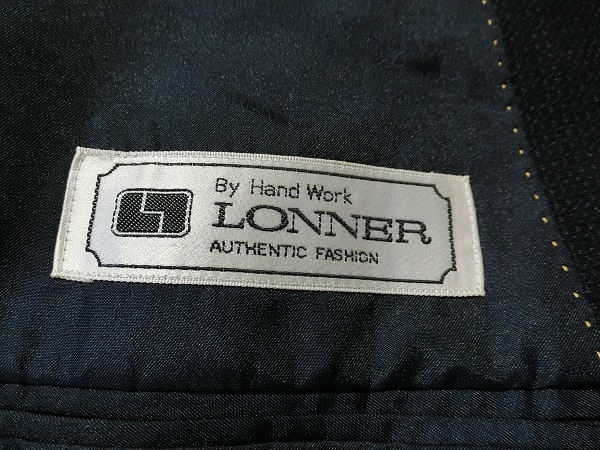 By Hand Work
LONNER
AUTHENTIC FASHION